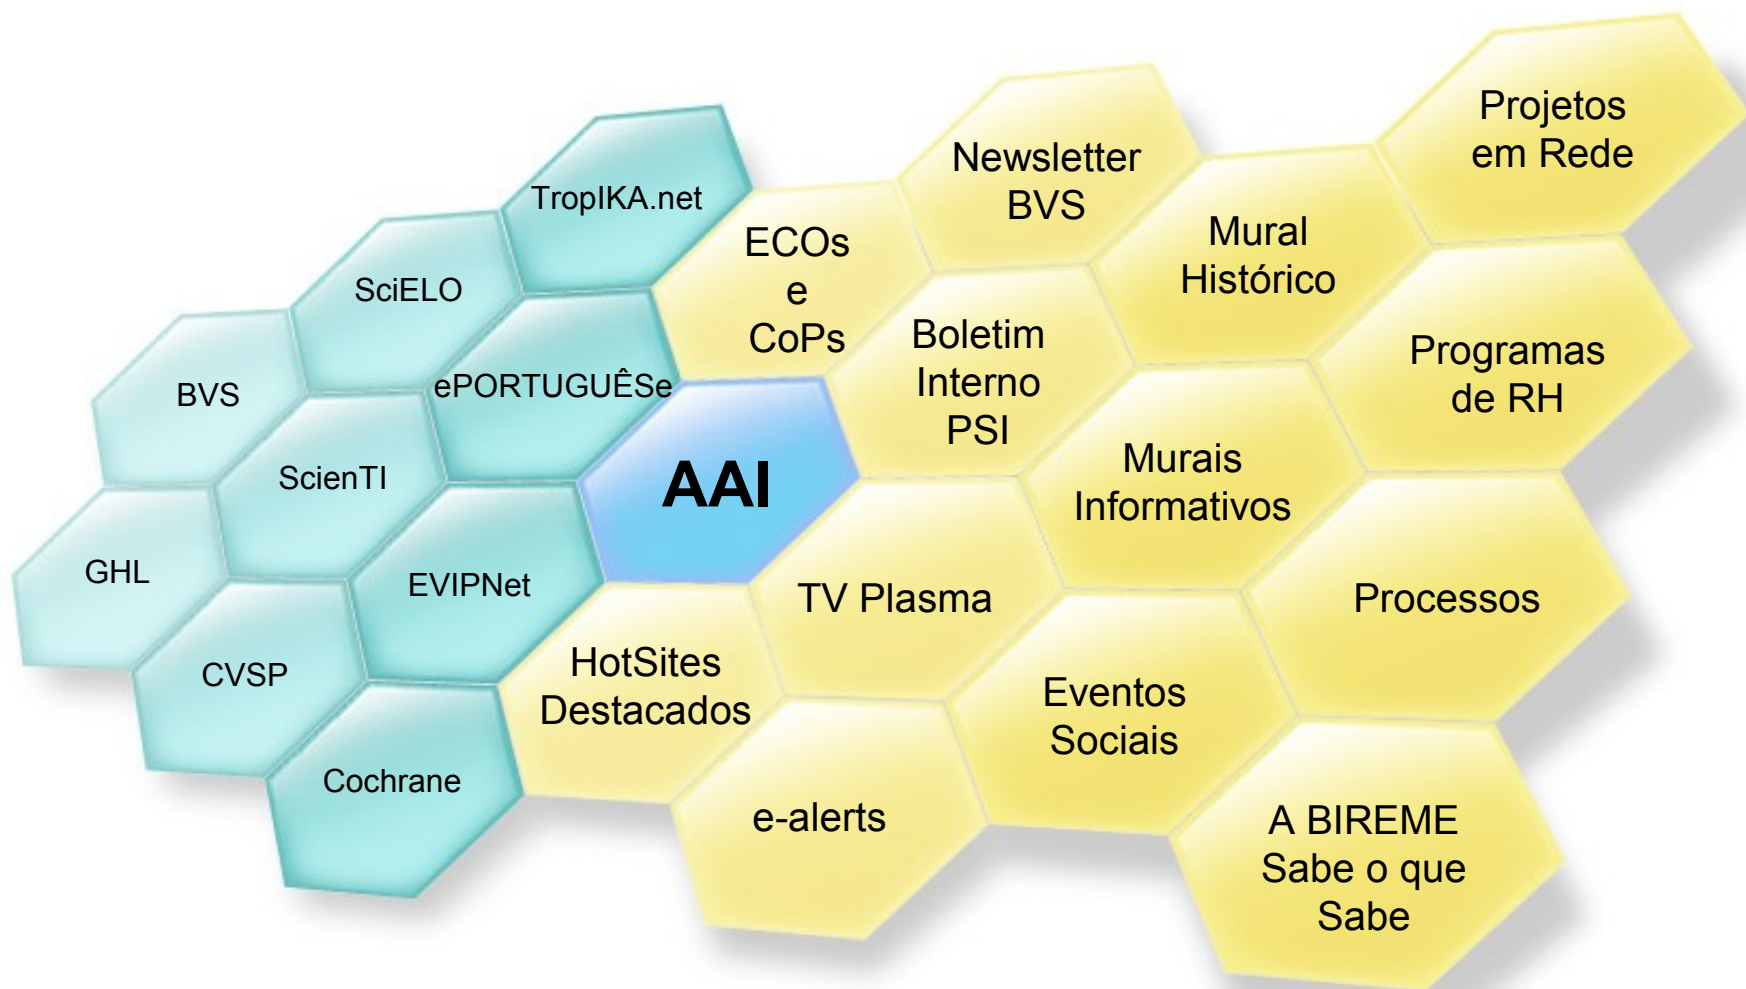 Projetos
em Rede
Newsletter
BVS
TropIKA.net
ECOs
e
CoPs
Mural
Histórico
SciELO
ePORTUGUÊSe
Boletim
Interno
PSI
Programas
de RH
BVS
ScienTI
AAI
Murais
Informativos
GHL
EVIPNet
TV Plasma
Processos
CVSP
HotSites
Destacados
Eventos
Sociais
Cochrane
e-alerts
A BIREME
Sabe o que
Sabe